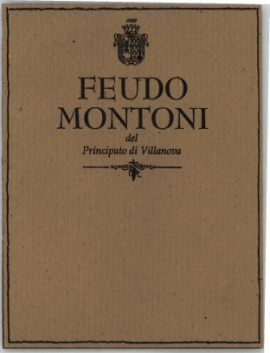 FEUDO
MONTONI
del
Principato di Villanova